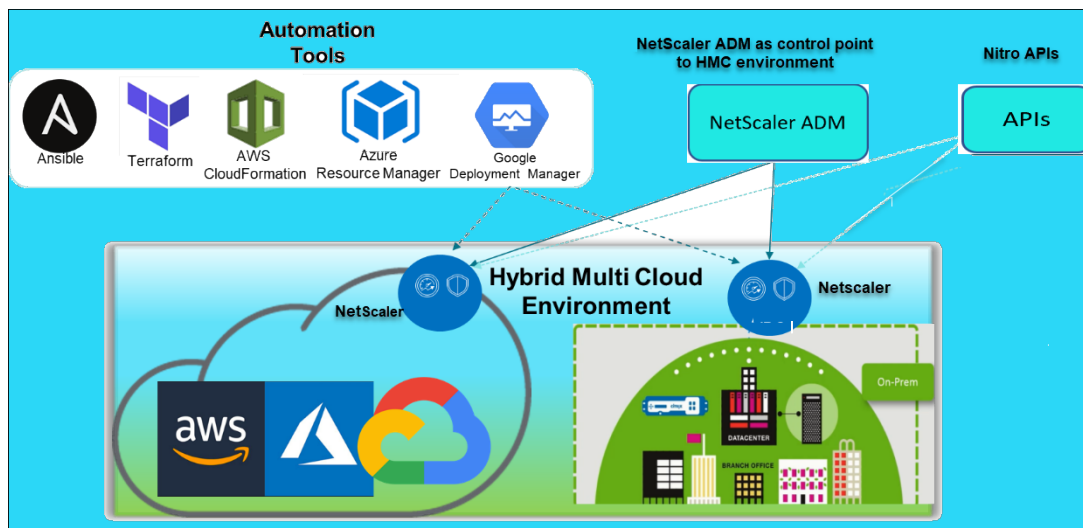 Automation
Tools
NetScaler ADM as control point
to HMC environment
Nitro APIs
NetScaler ADM
APIs
Ansible
Terraform
AWS
CloudFormation
Azure
Resource Manager
Google
Deployment Manager
Hybrid Multi Cloud
Environment
NetScaler
Netscaler
aws
On-Prem
DATACENTER
BRANCH OFFICE